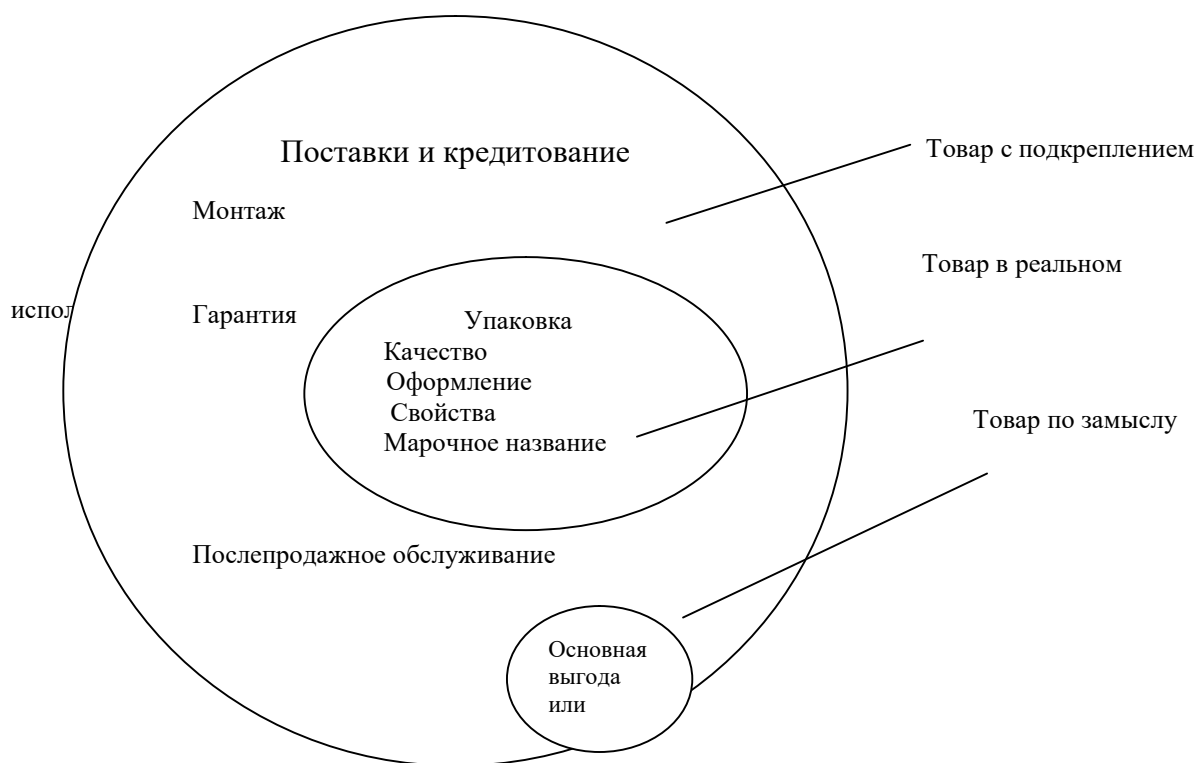 Поставки и кредитование
Товар с подкреплением
Монтаж
Товар в реальном
испол
Гарантия
Упаковка
Качество
Оформление
Свойства
Марочное название
Товар по замыслу
Послепродажное обслуживание
Основная
выгода
или